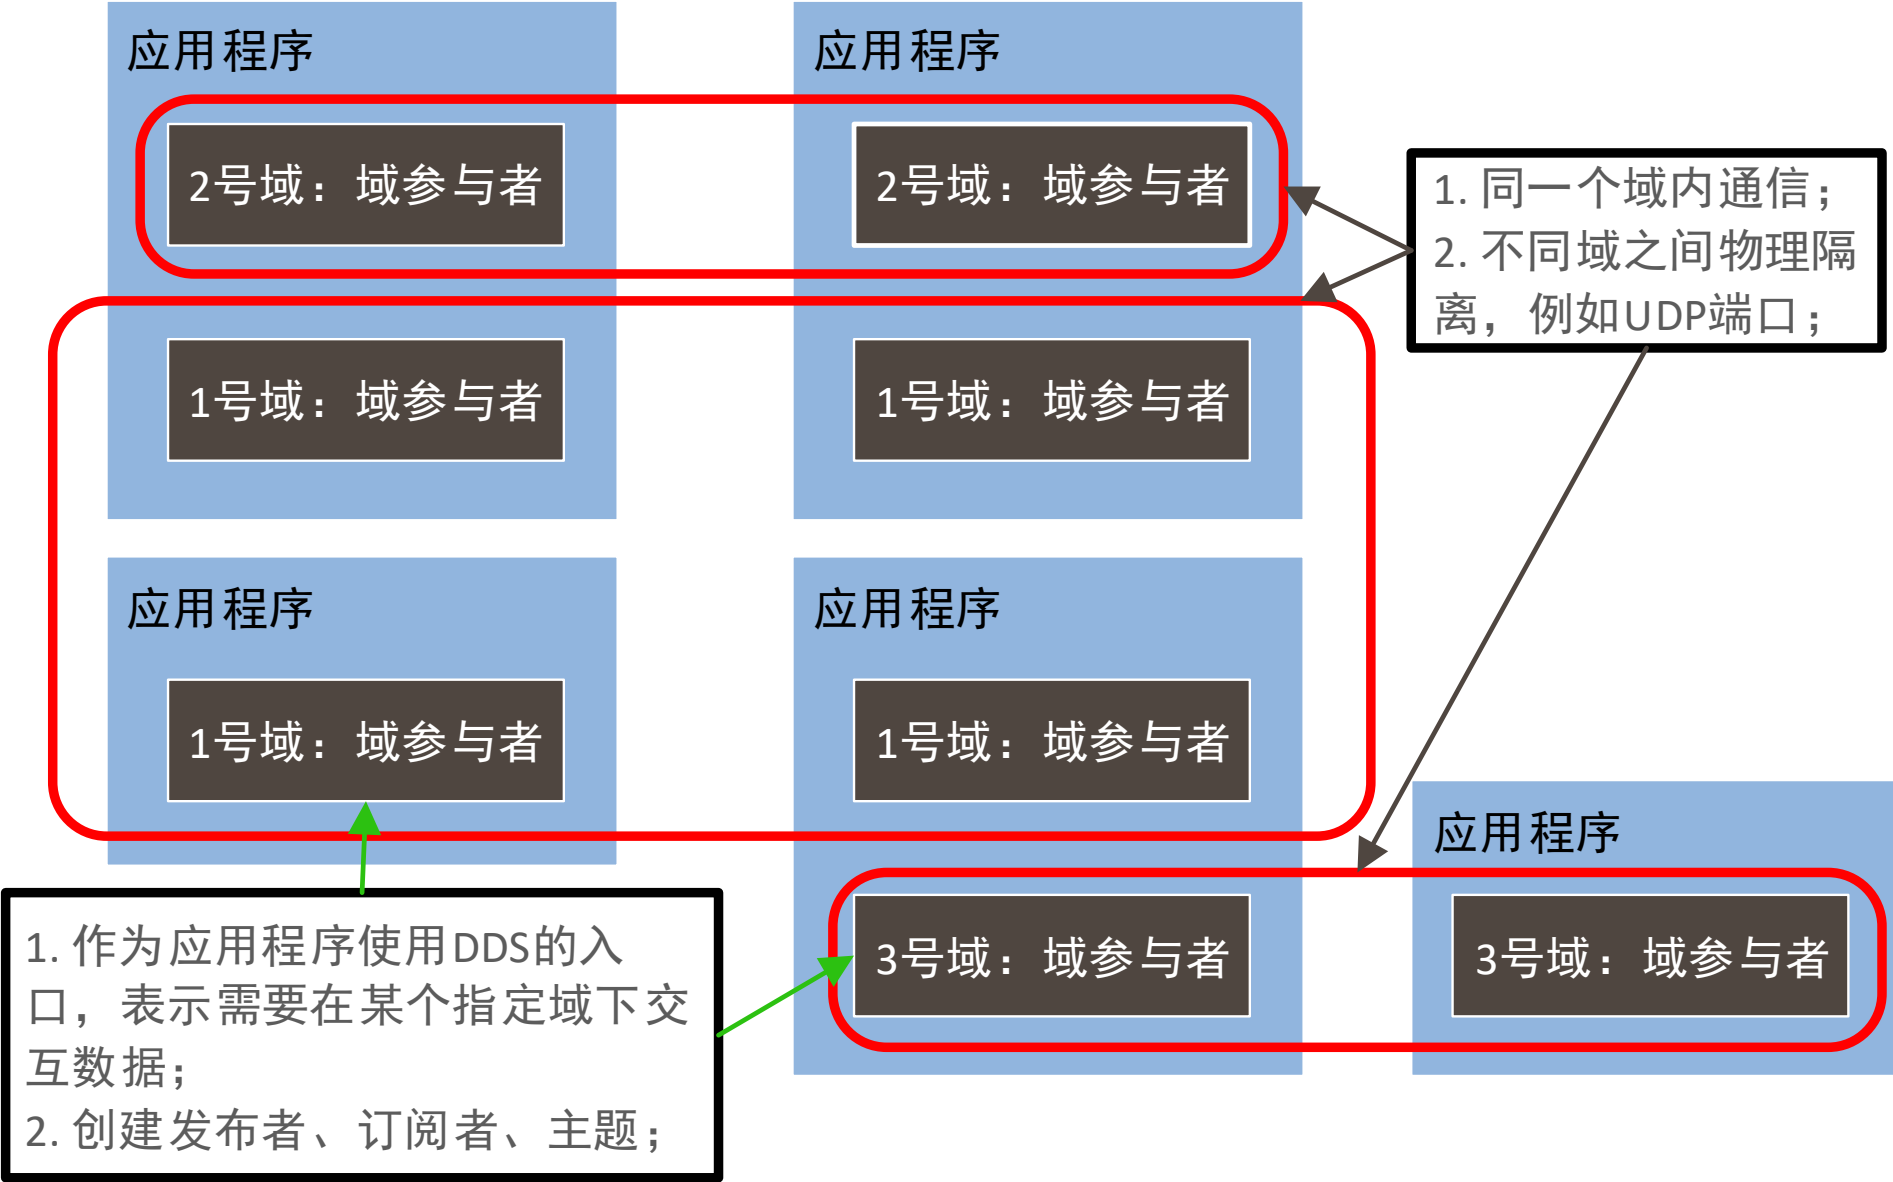 应用程序
应用程序
2号域：域参与者
2号域：域参与者
1. 同一个域内通信；
2. 不同域之间物理隔
离，例如UDP端口；
1号域：域参与者
1号域：域参与者
应用程序
应用程序
1号域：域参与者
1号域：域参与者
应用程序
3号域：域参与者
3号域：域参与者
1. 作为应用程序使用DDS的入
口，表示需要在某个指定域下交
互数据；
2. 创建发布者、订阅者、主题；